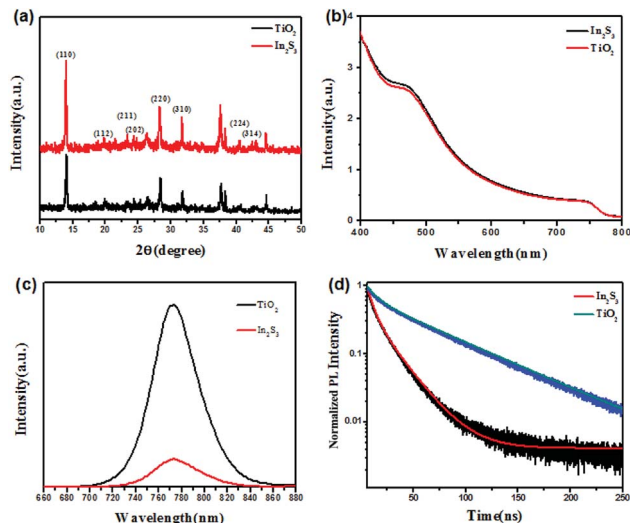 (a)
TiO2
In2S3
(110)
(112)
(211)
(202)
(220)
(310)
(224)
(314)
Intensity(a.u.)
10 15 20 25 30 35 40 45 50
2θ(degree)
(b)
In2S3
TiO2
4
3
2
1
0
Intensity(a.u.)
400 500 600 700 800
Wavelength(nm)
(c)
TiO2
In2S3
Intensity(a.u.)
660 680 700 720 740 760 780 800 820 840 860 880
Wavelength(nm)
(d)
In2S3
TiO2
1
0.1
0.01
Normalized PL Intensity
50 100 150 200 250
Time(ns)